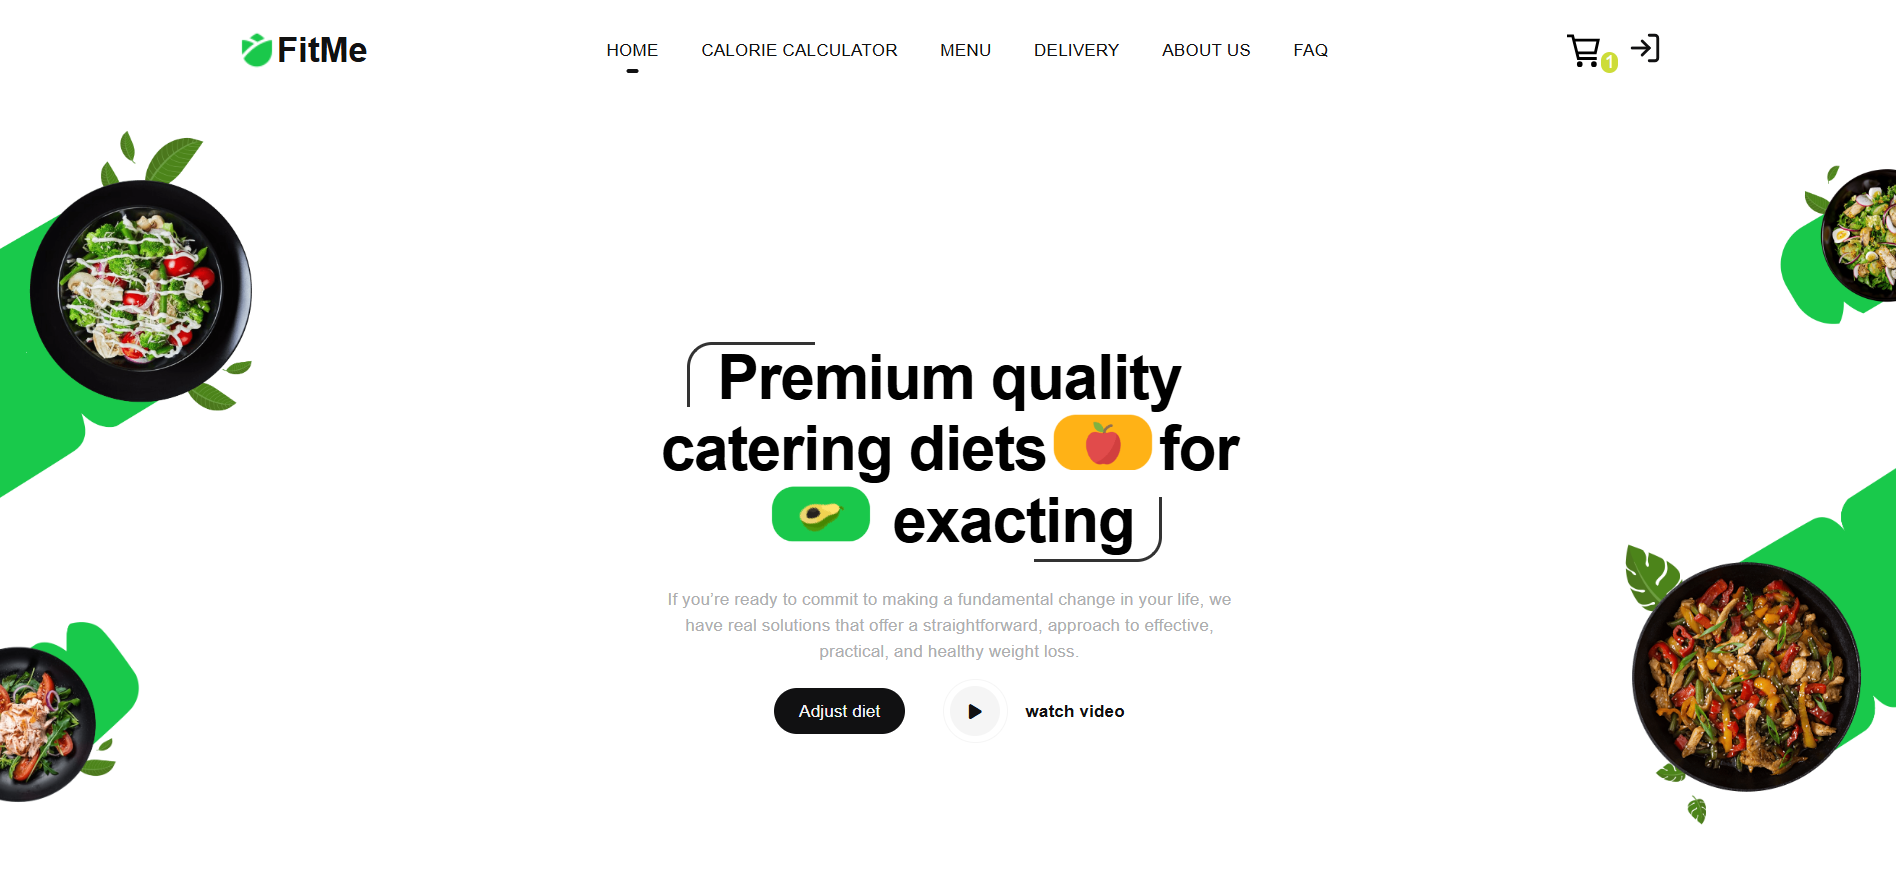 FitMe
HOME
CALORIE CALCULATOR
MENU
DELIVERY
ABOUT US
FAQ
1
Premium quality
catering diets for
exacting
If you’re ready to commit to making a fundamental change in your life, we
have real solutions that offer a straightforward, approach to effective,
practical, and healthy weight loss.
Adjust diet
watch video